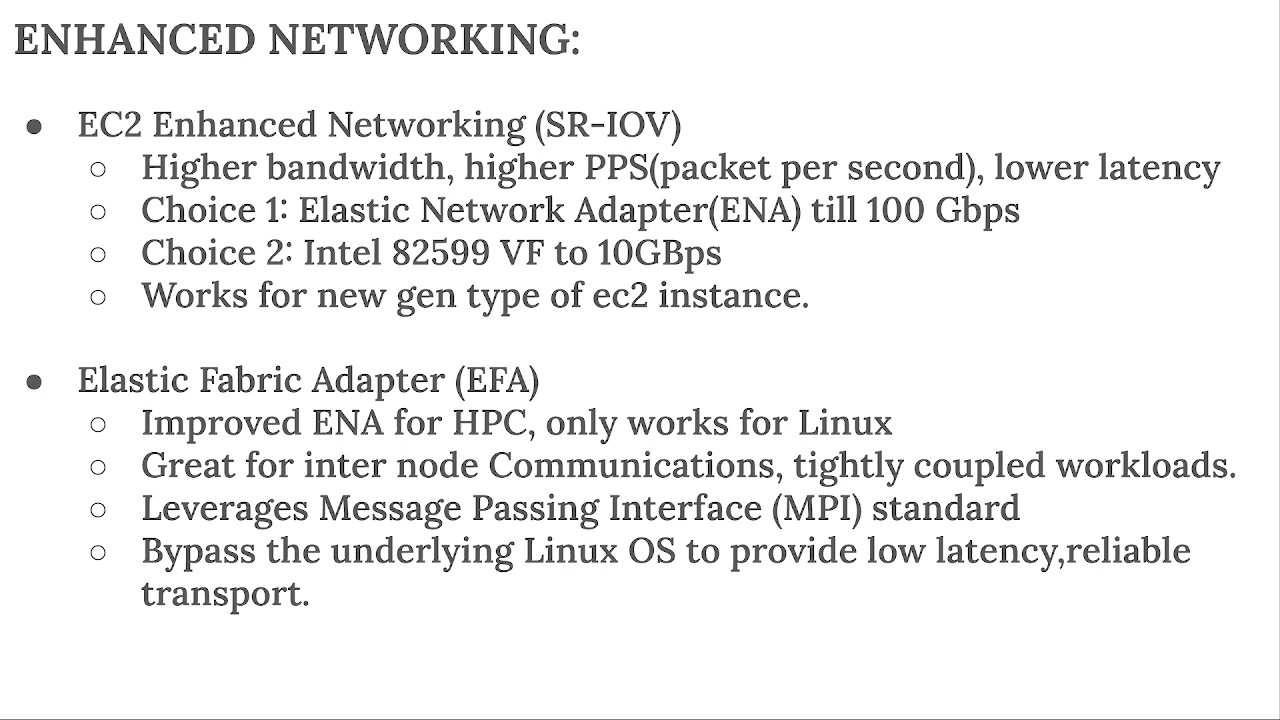 ENHANCED NETWORKING:
● EC2 Enhanced Networking (SR-IOV)
○ Higher bandwidth, higher PPS(packet per second), lower latency
○ Choice 1: Elastic Network Adapter(ENA) till 100 Gbps
○ Choice 2: Intel 82599 VF to 10GBps
○ Works for new gen type of ec2 instance.
● Elastic Fabric Adapter (EFA)
○ Improved ENA for HPC, only works for Linux
○ Great for inter node Communications, tightly coupled workloads.
○ Leverages Message Passing Interface (MPI) standard
○ Bypass the underlying Linux OS to provide low latency,reliable
transport.